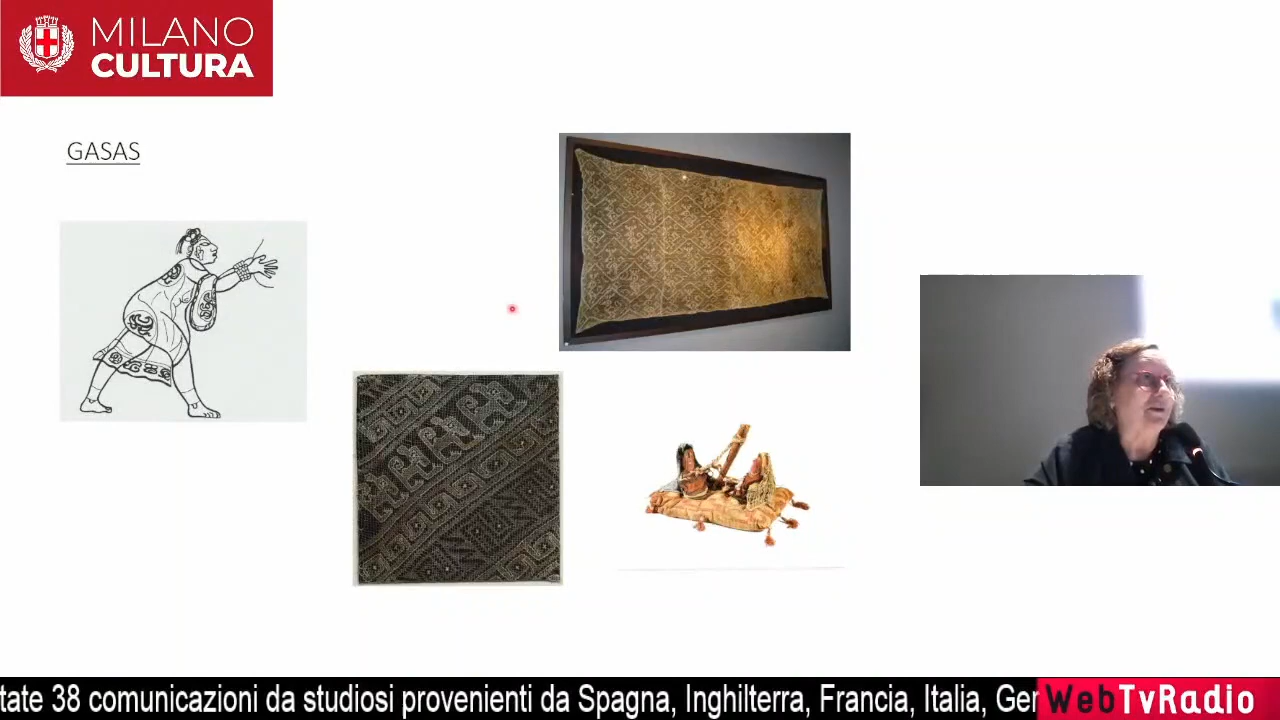 MILANO
CULTURA
GASAS
tate 38 comunicazioni da studiosi provenienti da Spagna, Inghilterra, Francia, Italia, Ger
WebTvRadio